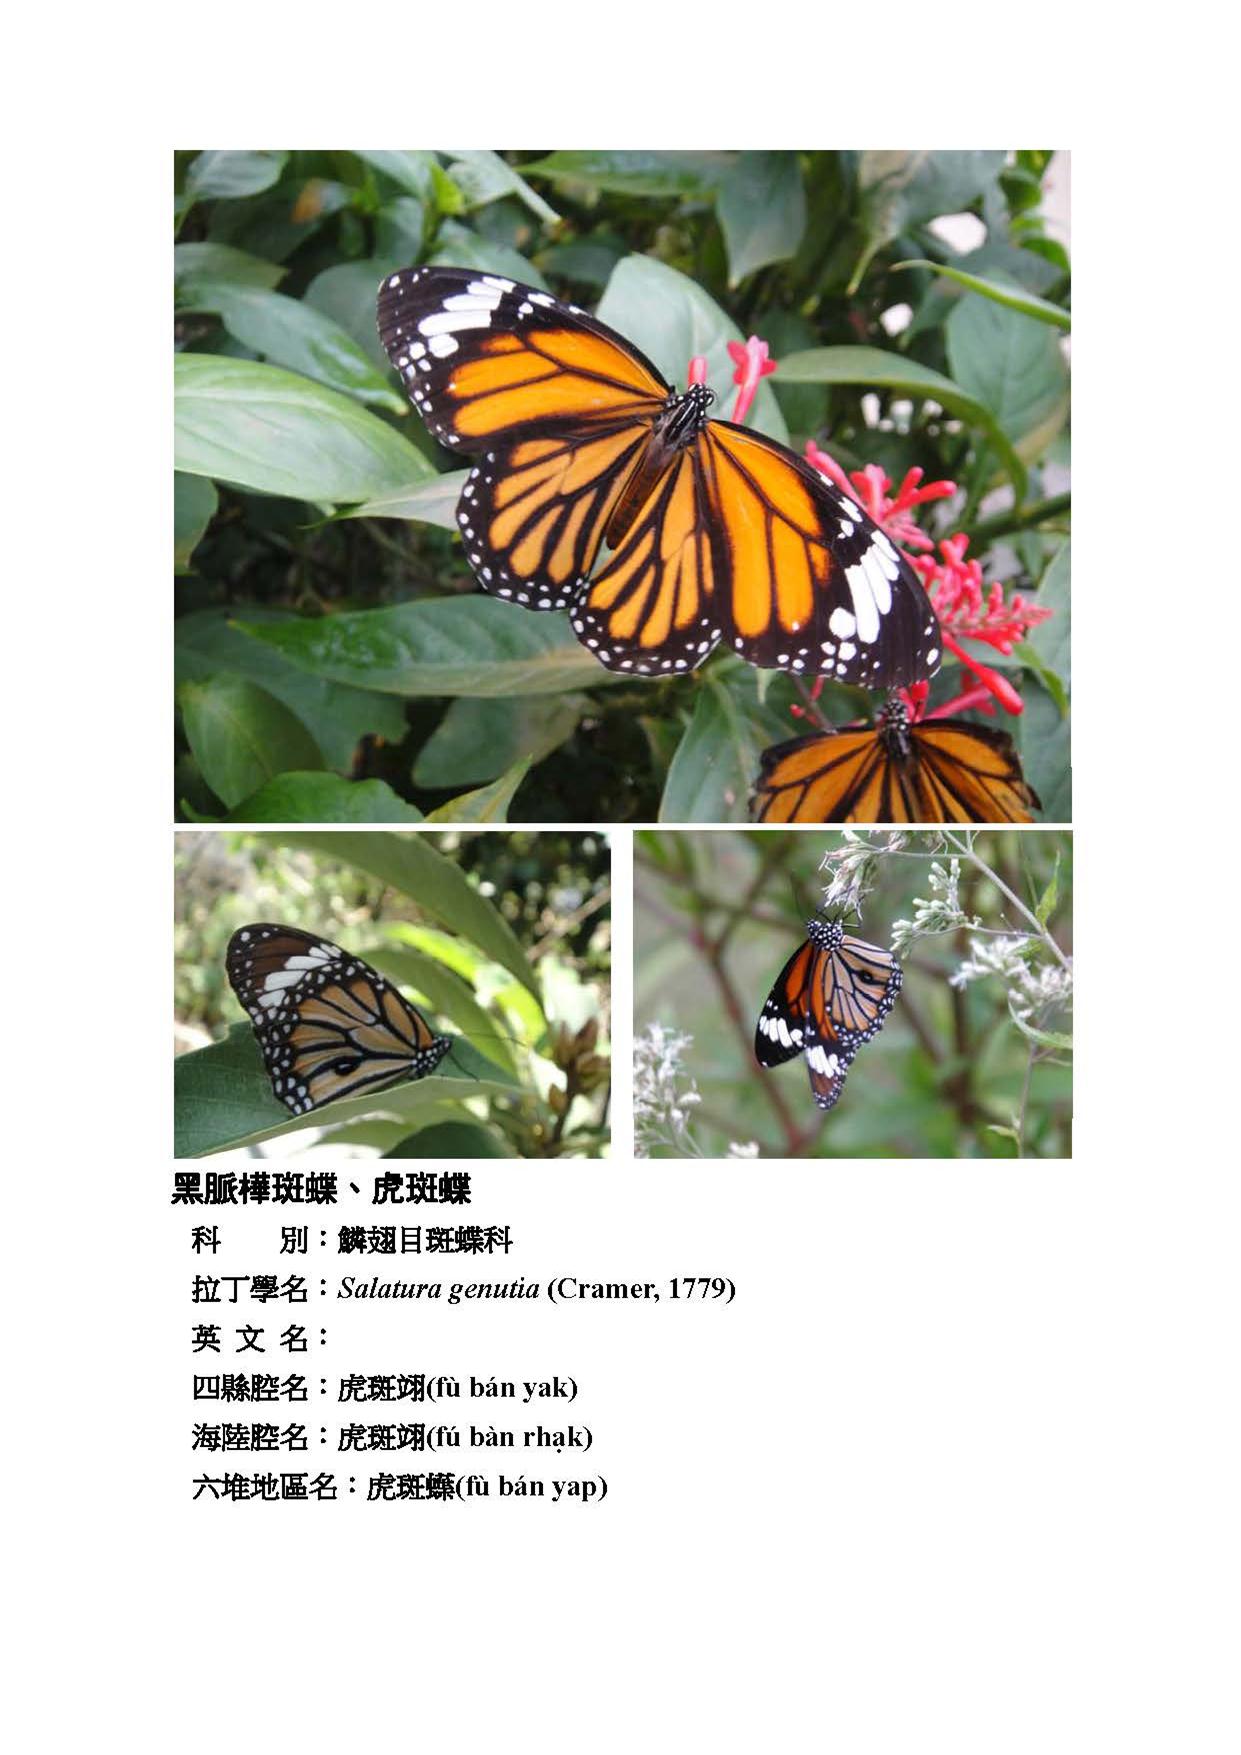 黑脈樺斑蝶、虎斑蝶
科　　別：鱗翅目斑蝶科
拉丁學名：Salatura genutia (Cramer, 1779)
英 文 名：
四縣腔名：虎斑翊(fù bán yak)
海陸腔名：虎斑翊(fú bàn rhạk)
六堆地區名：虎斑蠂(fù bán yap)